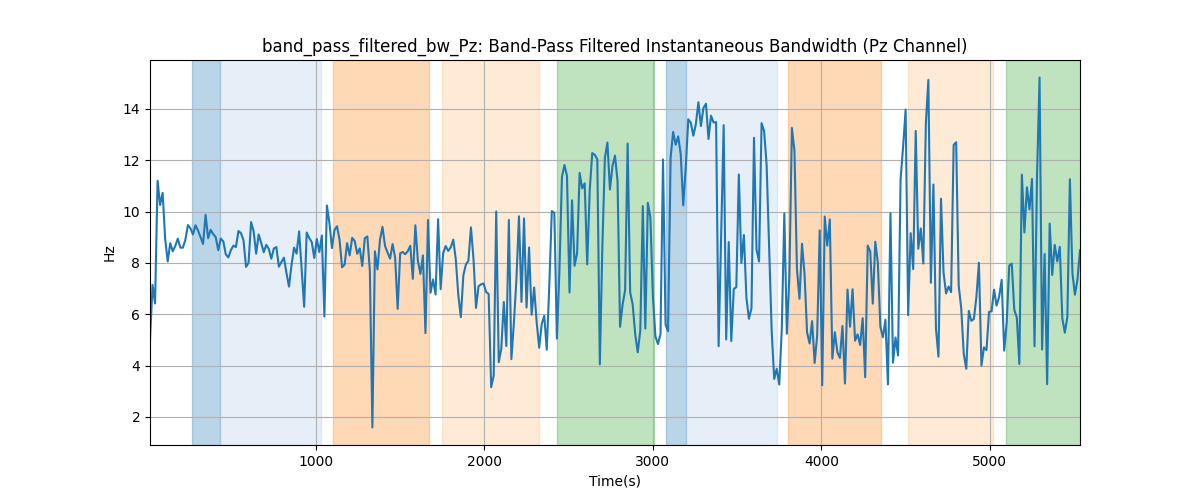 band_pass_filtered_bw_Pz: Band-Pass Filtered Instantaneous Bandwidth (Pz Channel)
14
12
10
8
6
4
2
Hz
1000 2000 3000 4000 5000
Time(s)